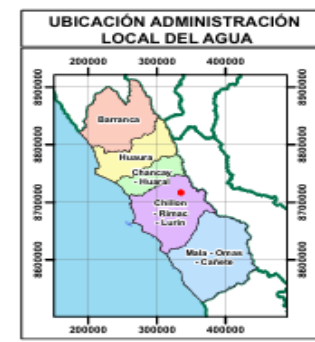 UBICACIÓN ADMINISTRACIÓN
LOCAL DEL AGUA
200000 300000 400000
8900000
8900000
Barranca
8800000
8800000
Huaura
Chancay
- Huaral
8700000
8700000
Chillon
- Rimac
- Lurin
Mala - Omas
- Cañete
8600000
8600000
200000 300000 400000